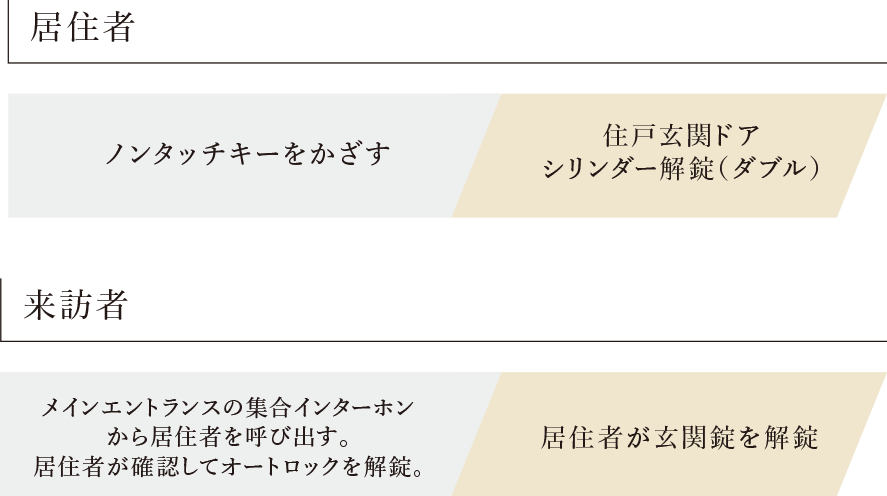 居住者
ノンタッチキーをかざす
住戸玄関ドア
シリンダー解錠（ダブル）
来訪者
メインエントランスの集合インターホン
から居住者を呼び出す。
居住者が確認してオートロックを解錠。
居住者が玄関錠を解錠